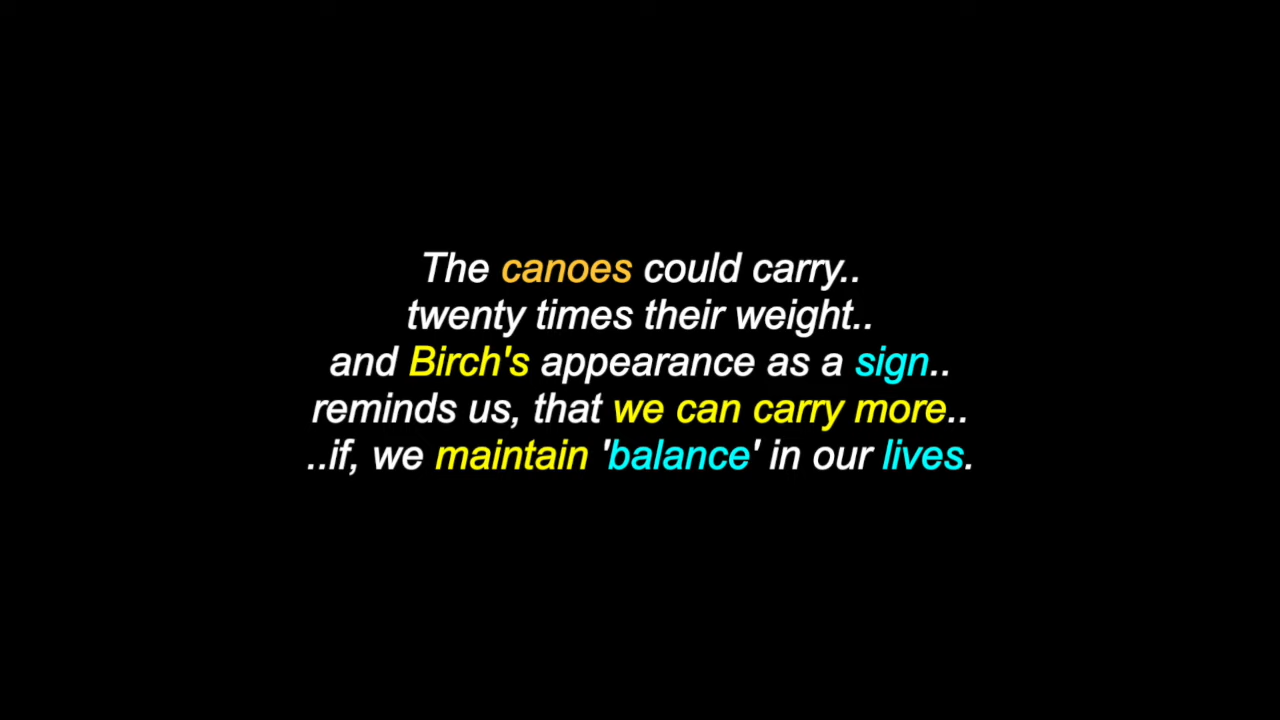 The canoes could carry..
twenty times their weight..
and Birch's appearance as a sign..
reminds us, that we can carry more..
..if, we maintain 'balance' in our lives.